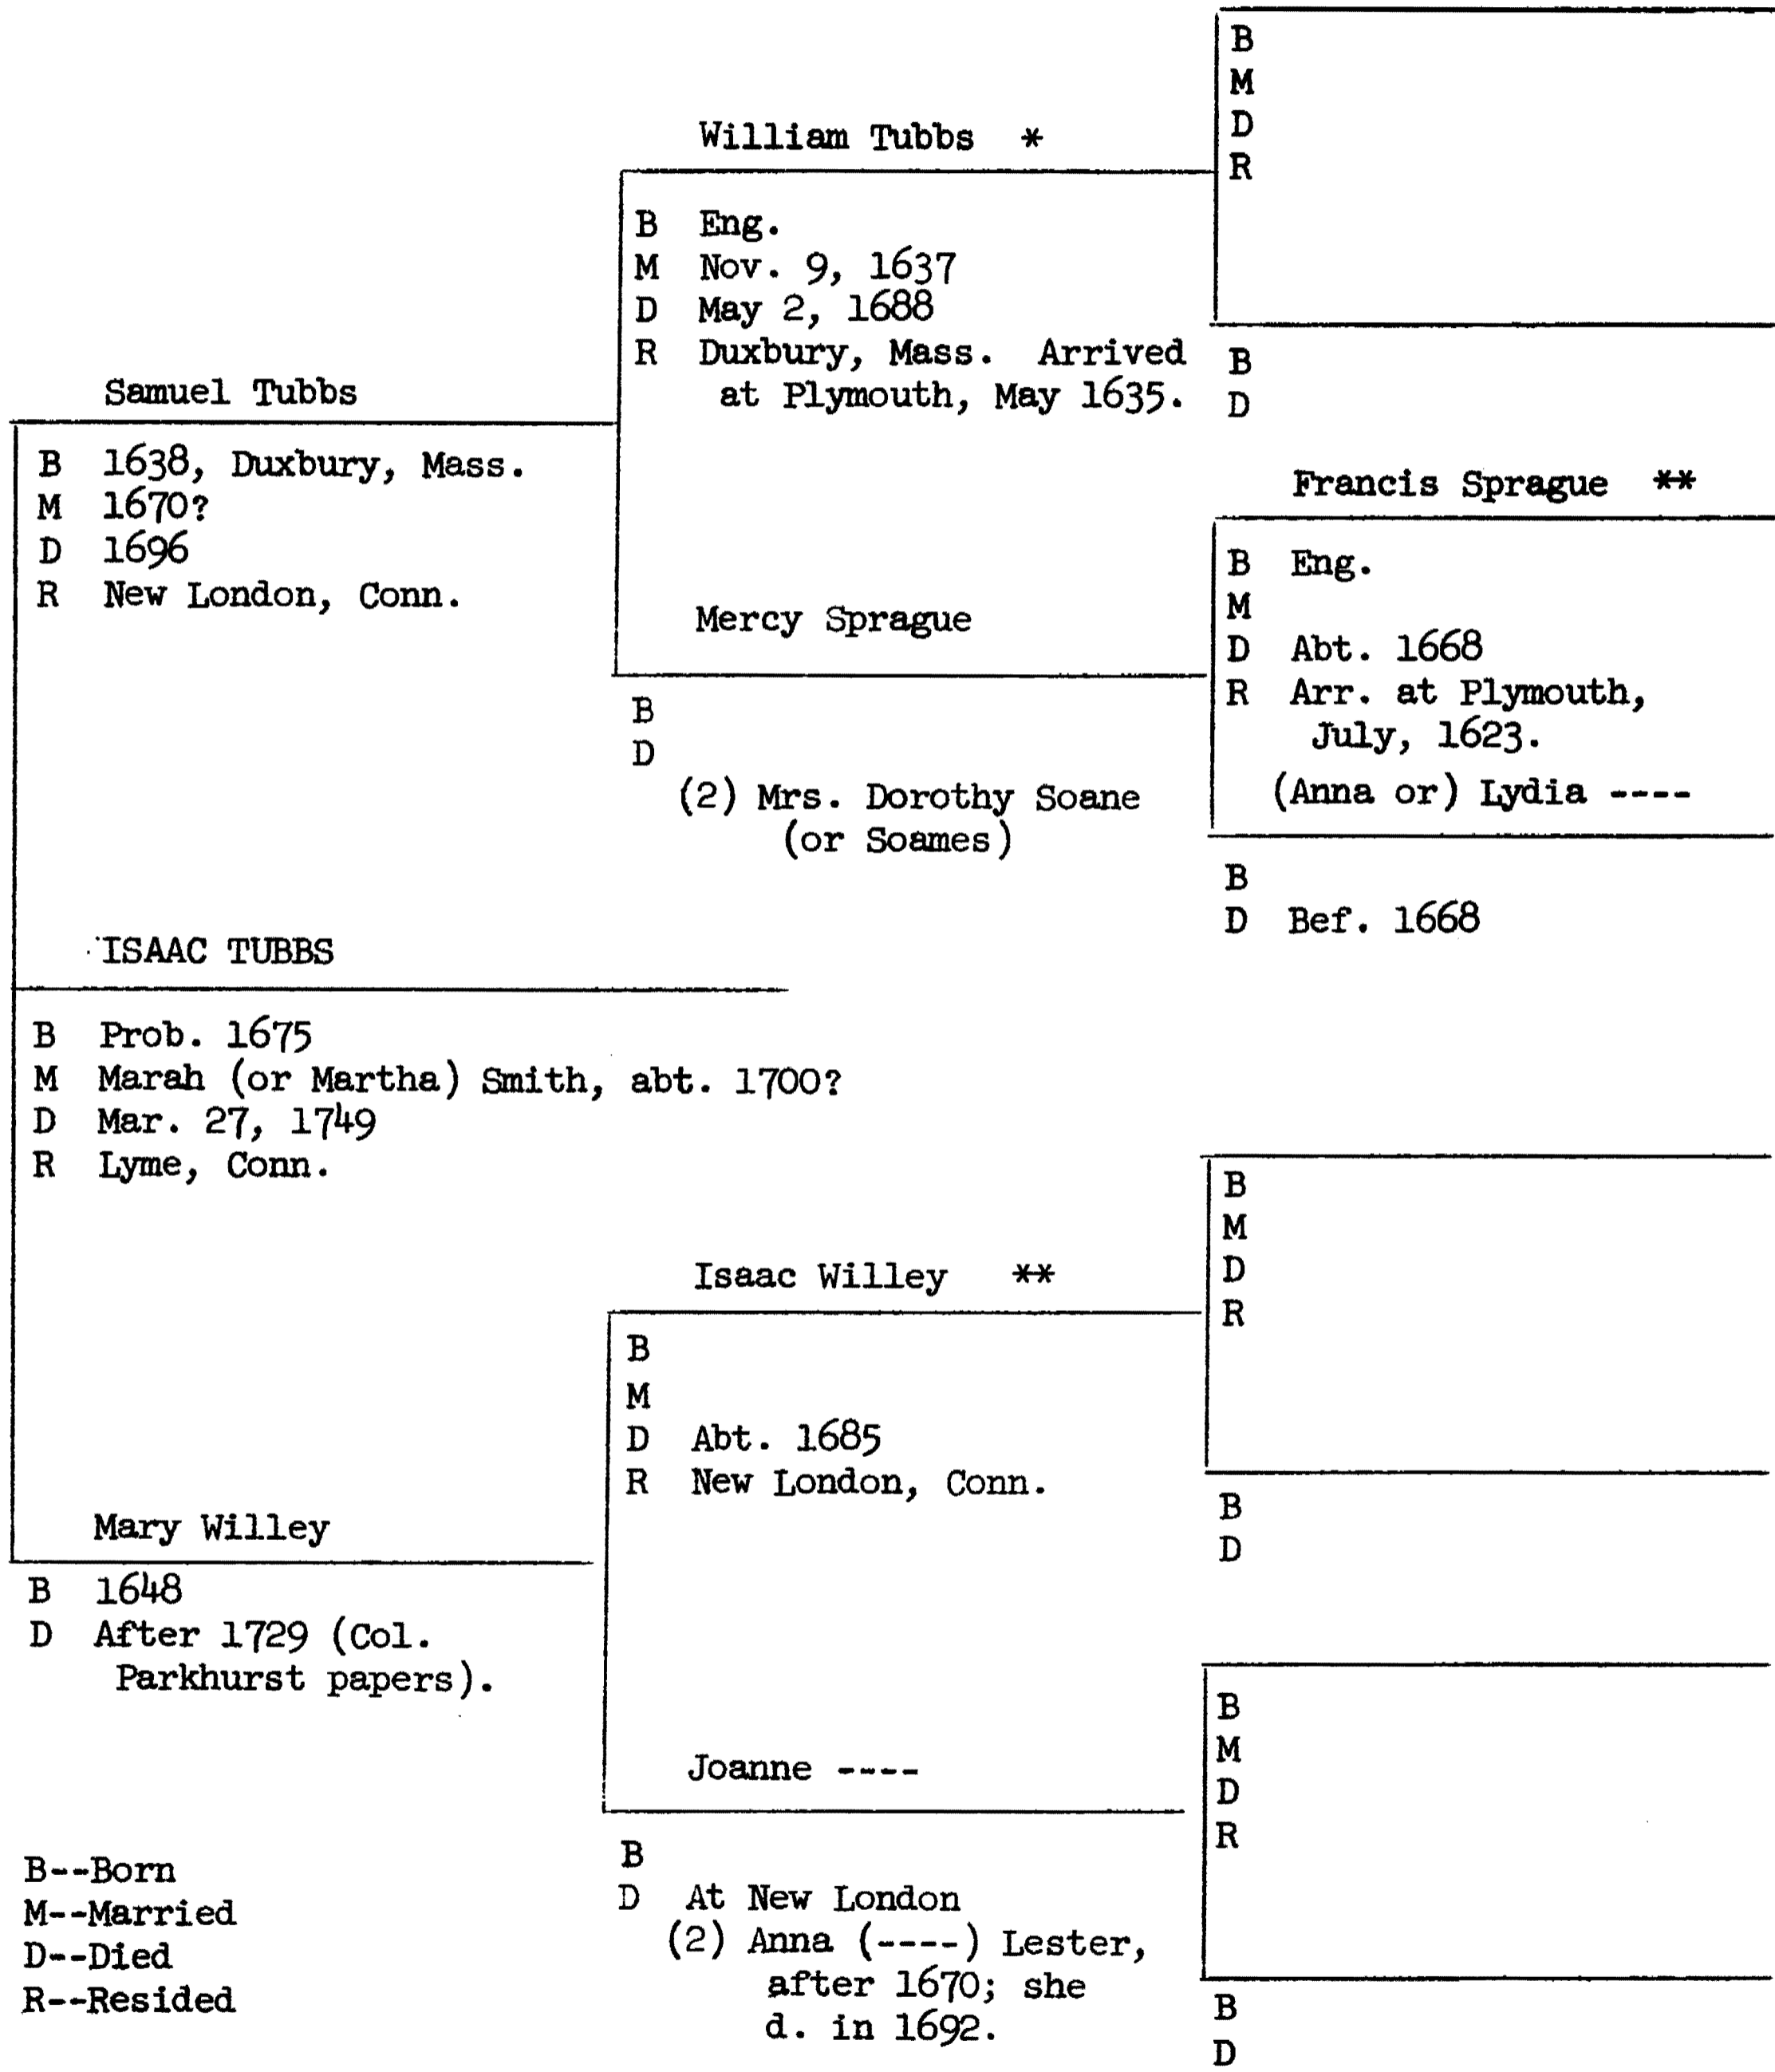 B
M
D
R
B
D
William Tubbs *
B Eng.
M Nov. 9, 1637
D May 2, 1688
R Duxbury, Mass. Arrived
at Plymouth, May 1635.
Samuel Tubbs
B 1638, Duxbury, Mass.
M 1670?
D 1696
R New London, Conn.
Francis Sprague **
B Eng.
M
D Abt. 1668
R Arr. at Plymouth,
July, 1623.
(Anna or) Lydia ----
B
D Bef. 1668
Mercy Sprague
B
D
(2) Mrs. Dorothy Soane
(or Soames)
ISAAC TUBBS
B Prob. 1675
M Marah (or Martha) Smith, abt. 1700?
D Mar. 27, 1749
R Lyme, Conn.
B
M
D
R
B
D
Isaac Willey **
B
M
D Abt. 1685
R New London, Conn.
Mary Willey
B 1648
D After 1729 (Col.
Parkhurst papers).
B
M
D
R
B
D
Joanne ----
B
D At New London
(2) Anna (----) Lester,
after 1670; she
d. in 1692.
B--Born
M--Married
D--Died
R--Resided